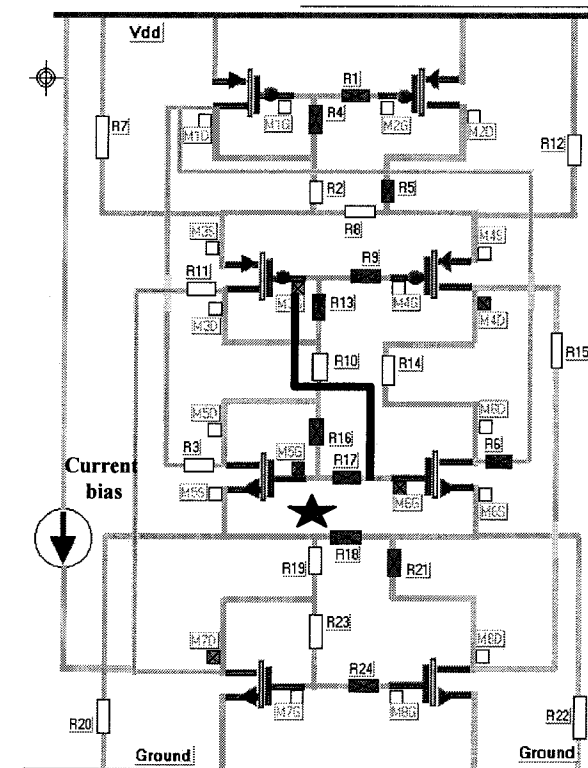 Vdd
R1
R4
M1G
M2G
M1D
M2D
R7
R12
R2
R5
R8
M3S
M4S
R9
R11
R13
M4G
M3D
M4D
R10
R14
R15
M5D
M6D
R3
R16
M5G
R17
R6
Current
bias
M5S
M6G
M6S
R18
R19
R21
M7D
R23
M8D
R24
R20
M7G
M8G
R22
Ground
Ground